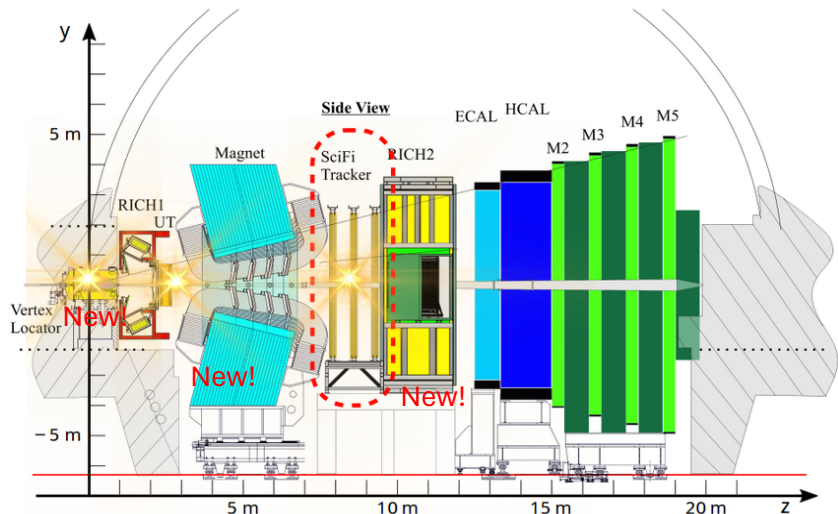 y
5 m
Side View
ECAL
HCAL
M5
M4
M3
M2
Magnet
SciFi
Tracker
RICH2
RICH1
UT
Vertex
Locator
New!
New!
New!
− 5 m
5 m
10 m
15 m
20 m
z